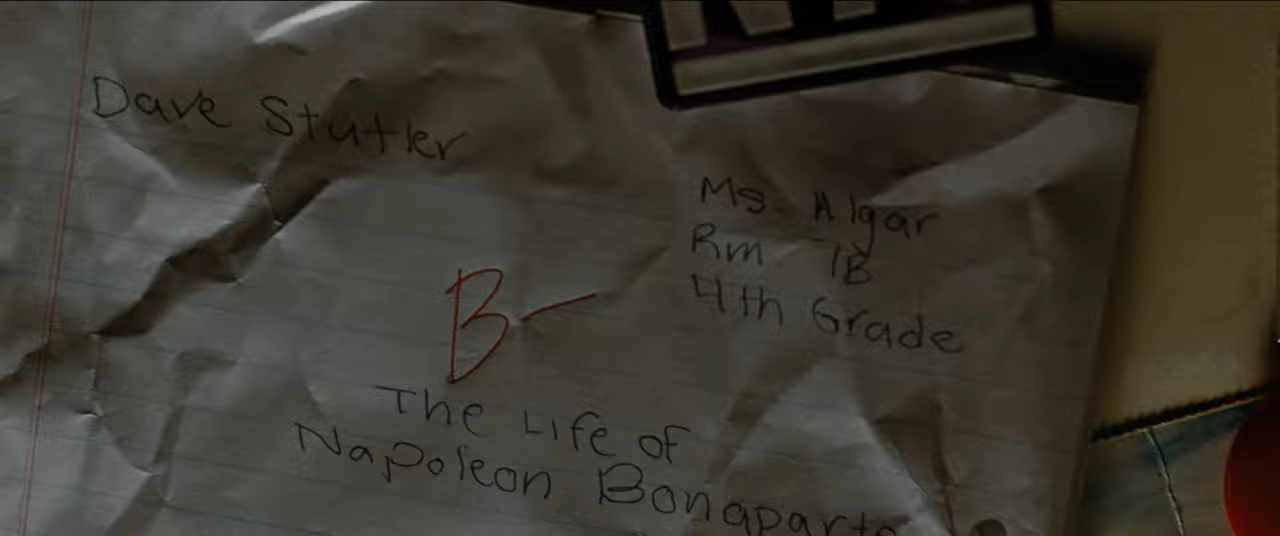 Dave Stutler
Ms. Algar
Rm 1B
4th Grade
B-
The Life of
Napoleon Bonaparte